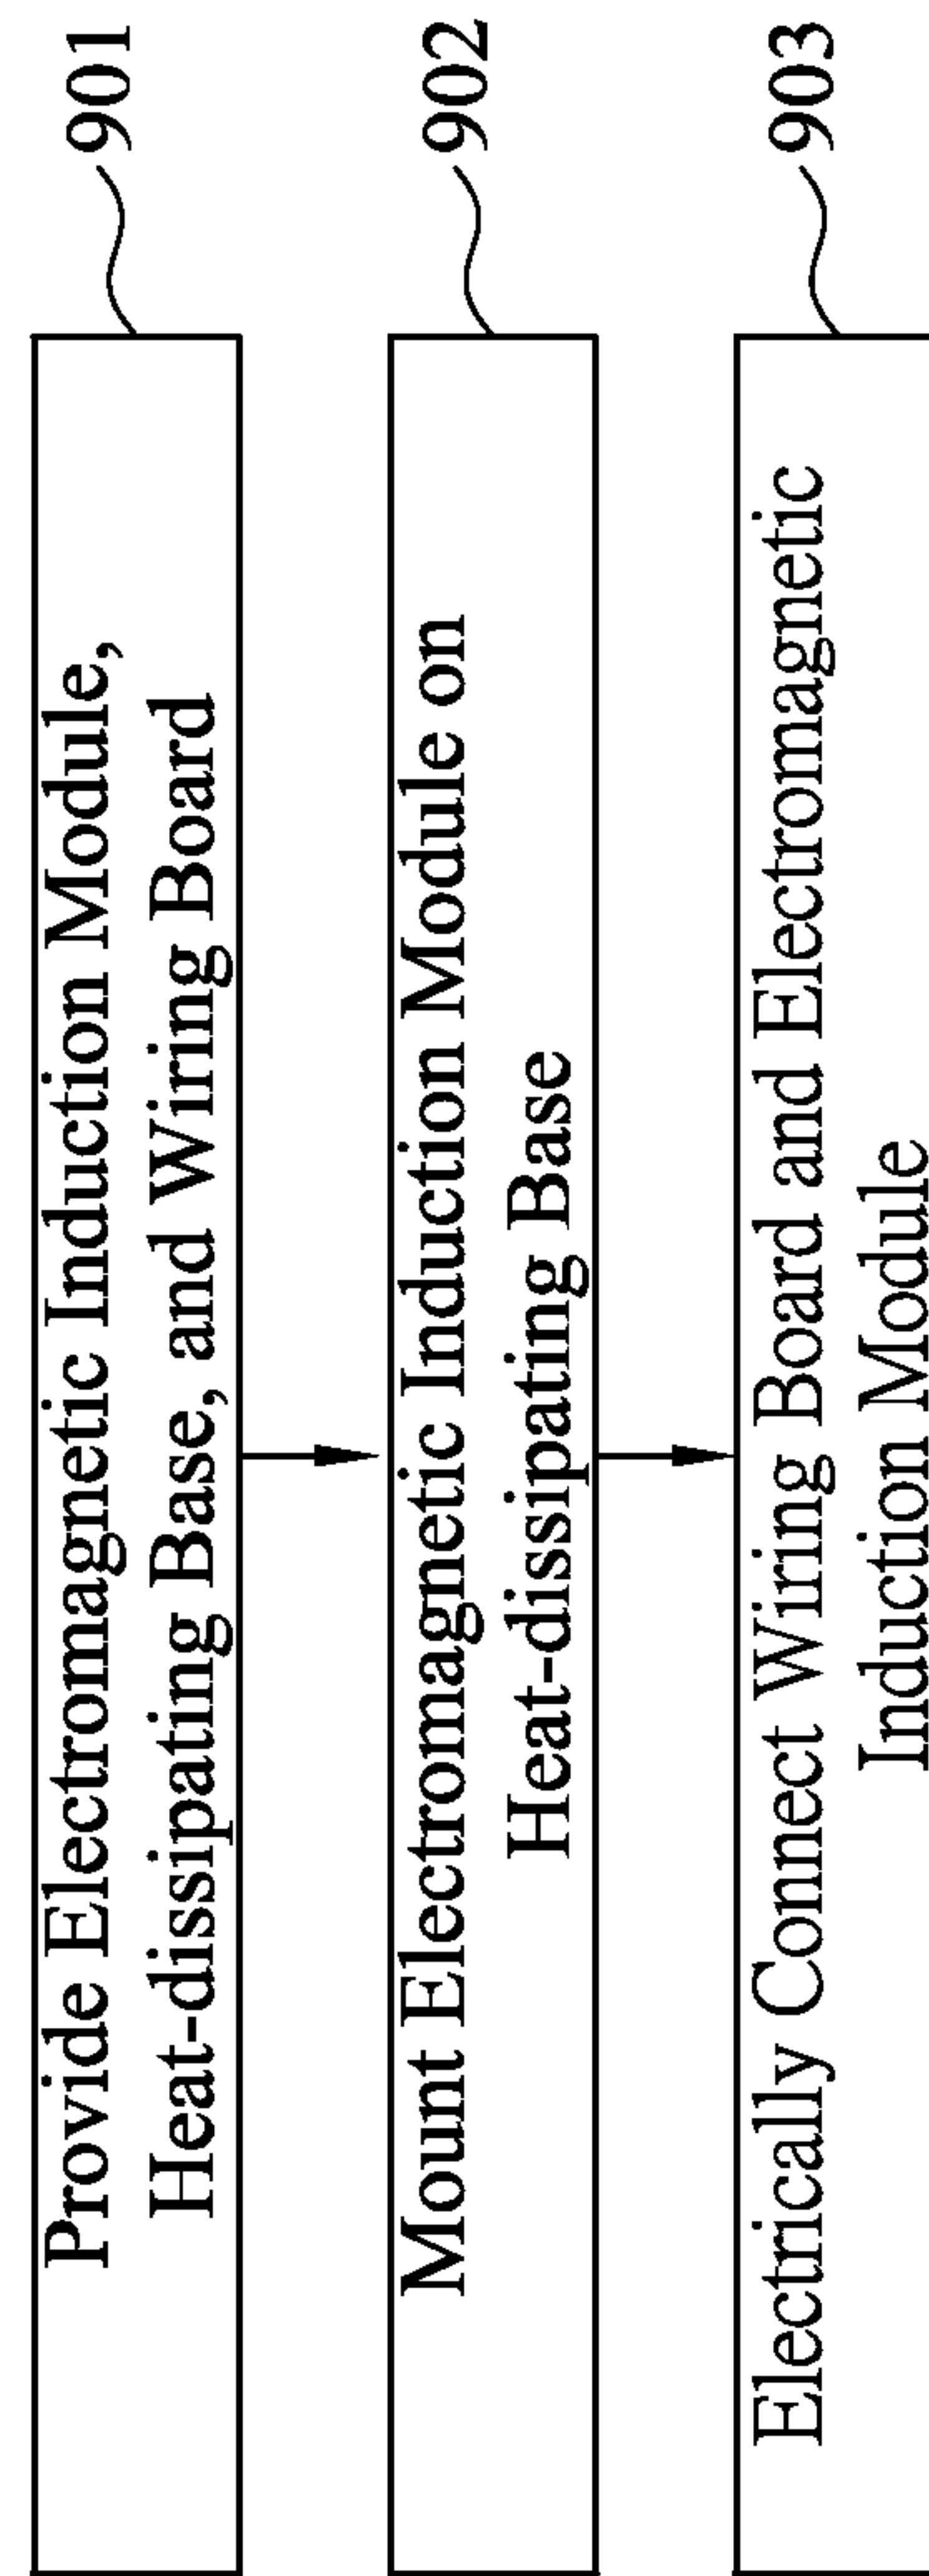 Provide Electromagnetic Induction Module,
Heat-dissipating Base, and Wiring Board
901
Mount Electromagnetic Induction Module on
Heat-dissipating Base
902
Electrically Connect Wiring Board and Electromagnetic
Induction Module
903